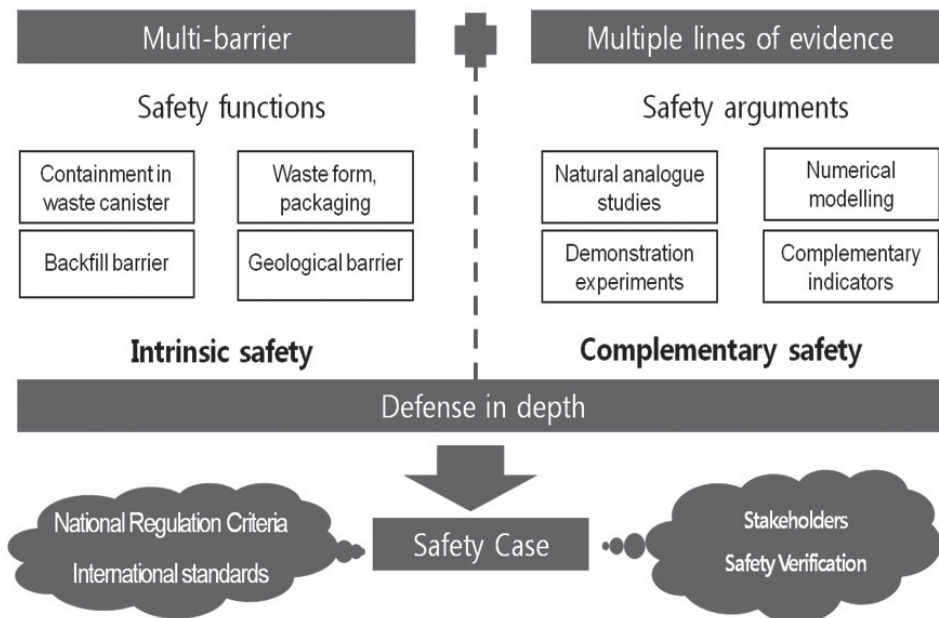 Multi-barrier
Multiple lines of evidence
Safety functions
Safety arguments
Containment in
waste canister
Waste form,
packaging
Natural analogue
studies
Numerical
modelling
Backfill barrier
Geological barrier
Demonstration
experiments
Complementary
indicators
Intrinsic safety
Complementary safety
Defense in depth
National Regulation Criteria
International standards
Safety Case
Stakeholders
Safety Verification